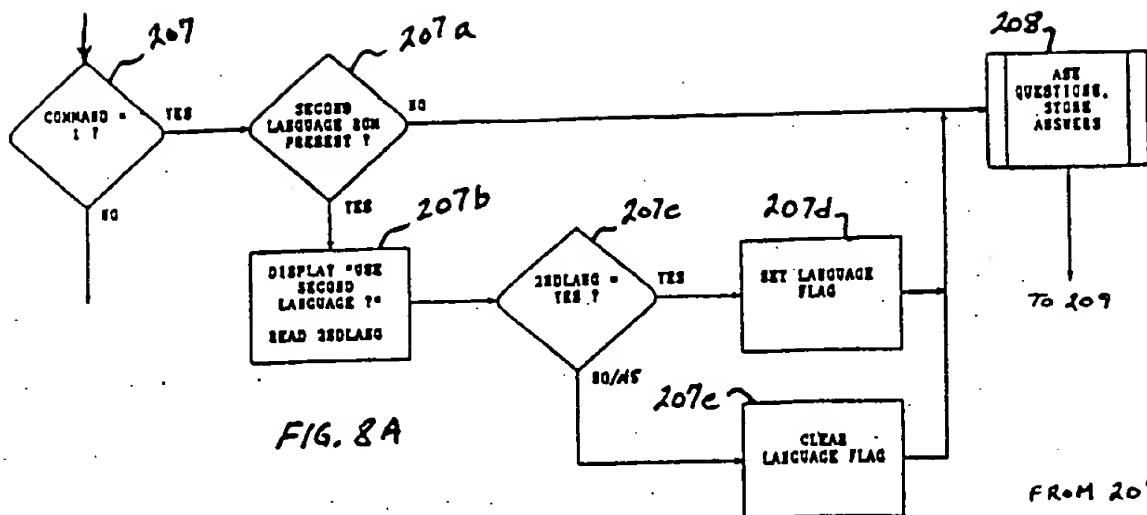 207
207a
208
COMMAND =
1 ?
YES
NO
SECOND
LANGUAGE ROM
PRESENT ?
NO
YES
ASK
QUESTIONS,
STORE
ANSWERS
TO 209
207b
DISPLAY "USE
SECOND
LANGUAGE ?"
READ 2NDLANG
207c
2NDLANG =
YES ?
YES
NO/NS
207d
SET LANGUAGE
FLAG
207e
CLEAR
LANGUAGE FLAG
FIG. 8A
FROM